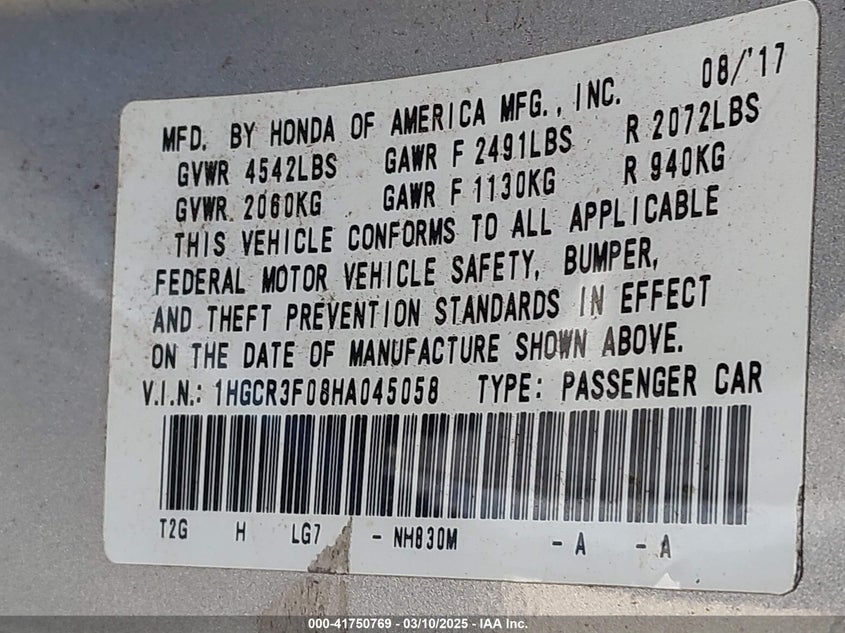 08/'17
MFD. BY HONDA OF AMERICA MFG., INC.
GVWR 4542LBS GAWR F 2491LBS R 2072LBS
GVWR 2060KG GAWR F 1130KG R 940KG
THIS VEHICLE CONFORMS TO ALL APPLICABLE
FEDERAL MOTOR VEHICLE SAFETY, BUMPER,
AND THEFT PREVENTION STANDARDS IN EFFECT
ON THE DATE OF MANUFACTURE SHOWN ABOVE.
V.I.N.: 1HGCR3F08HA045058 TYPE: PASSENGER CAR
T2G H LG7 - NH830M - A - A
000-41750769 — 03/10/2025 — IAA Inc.